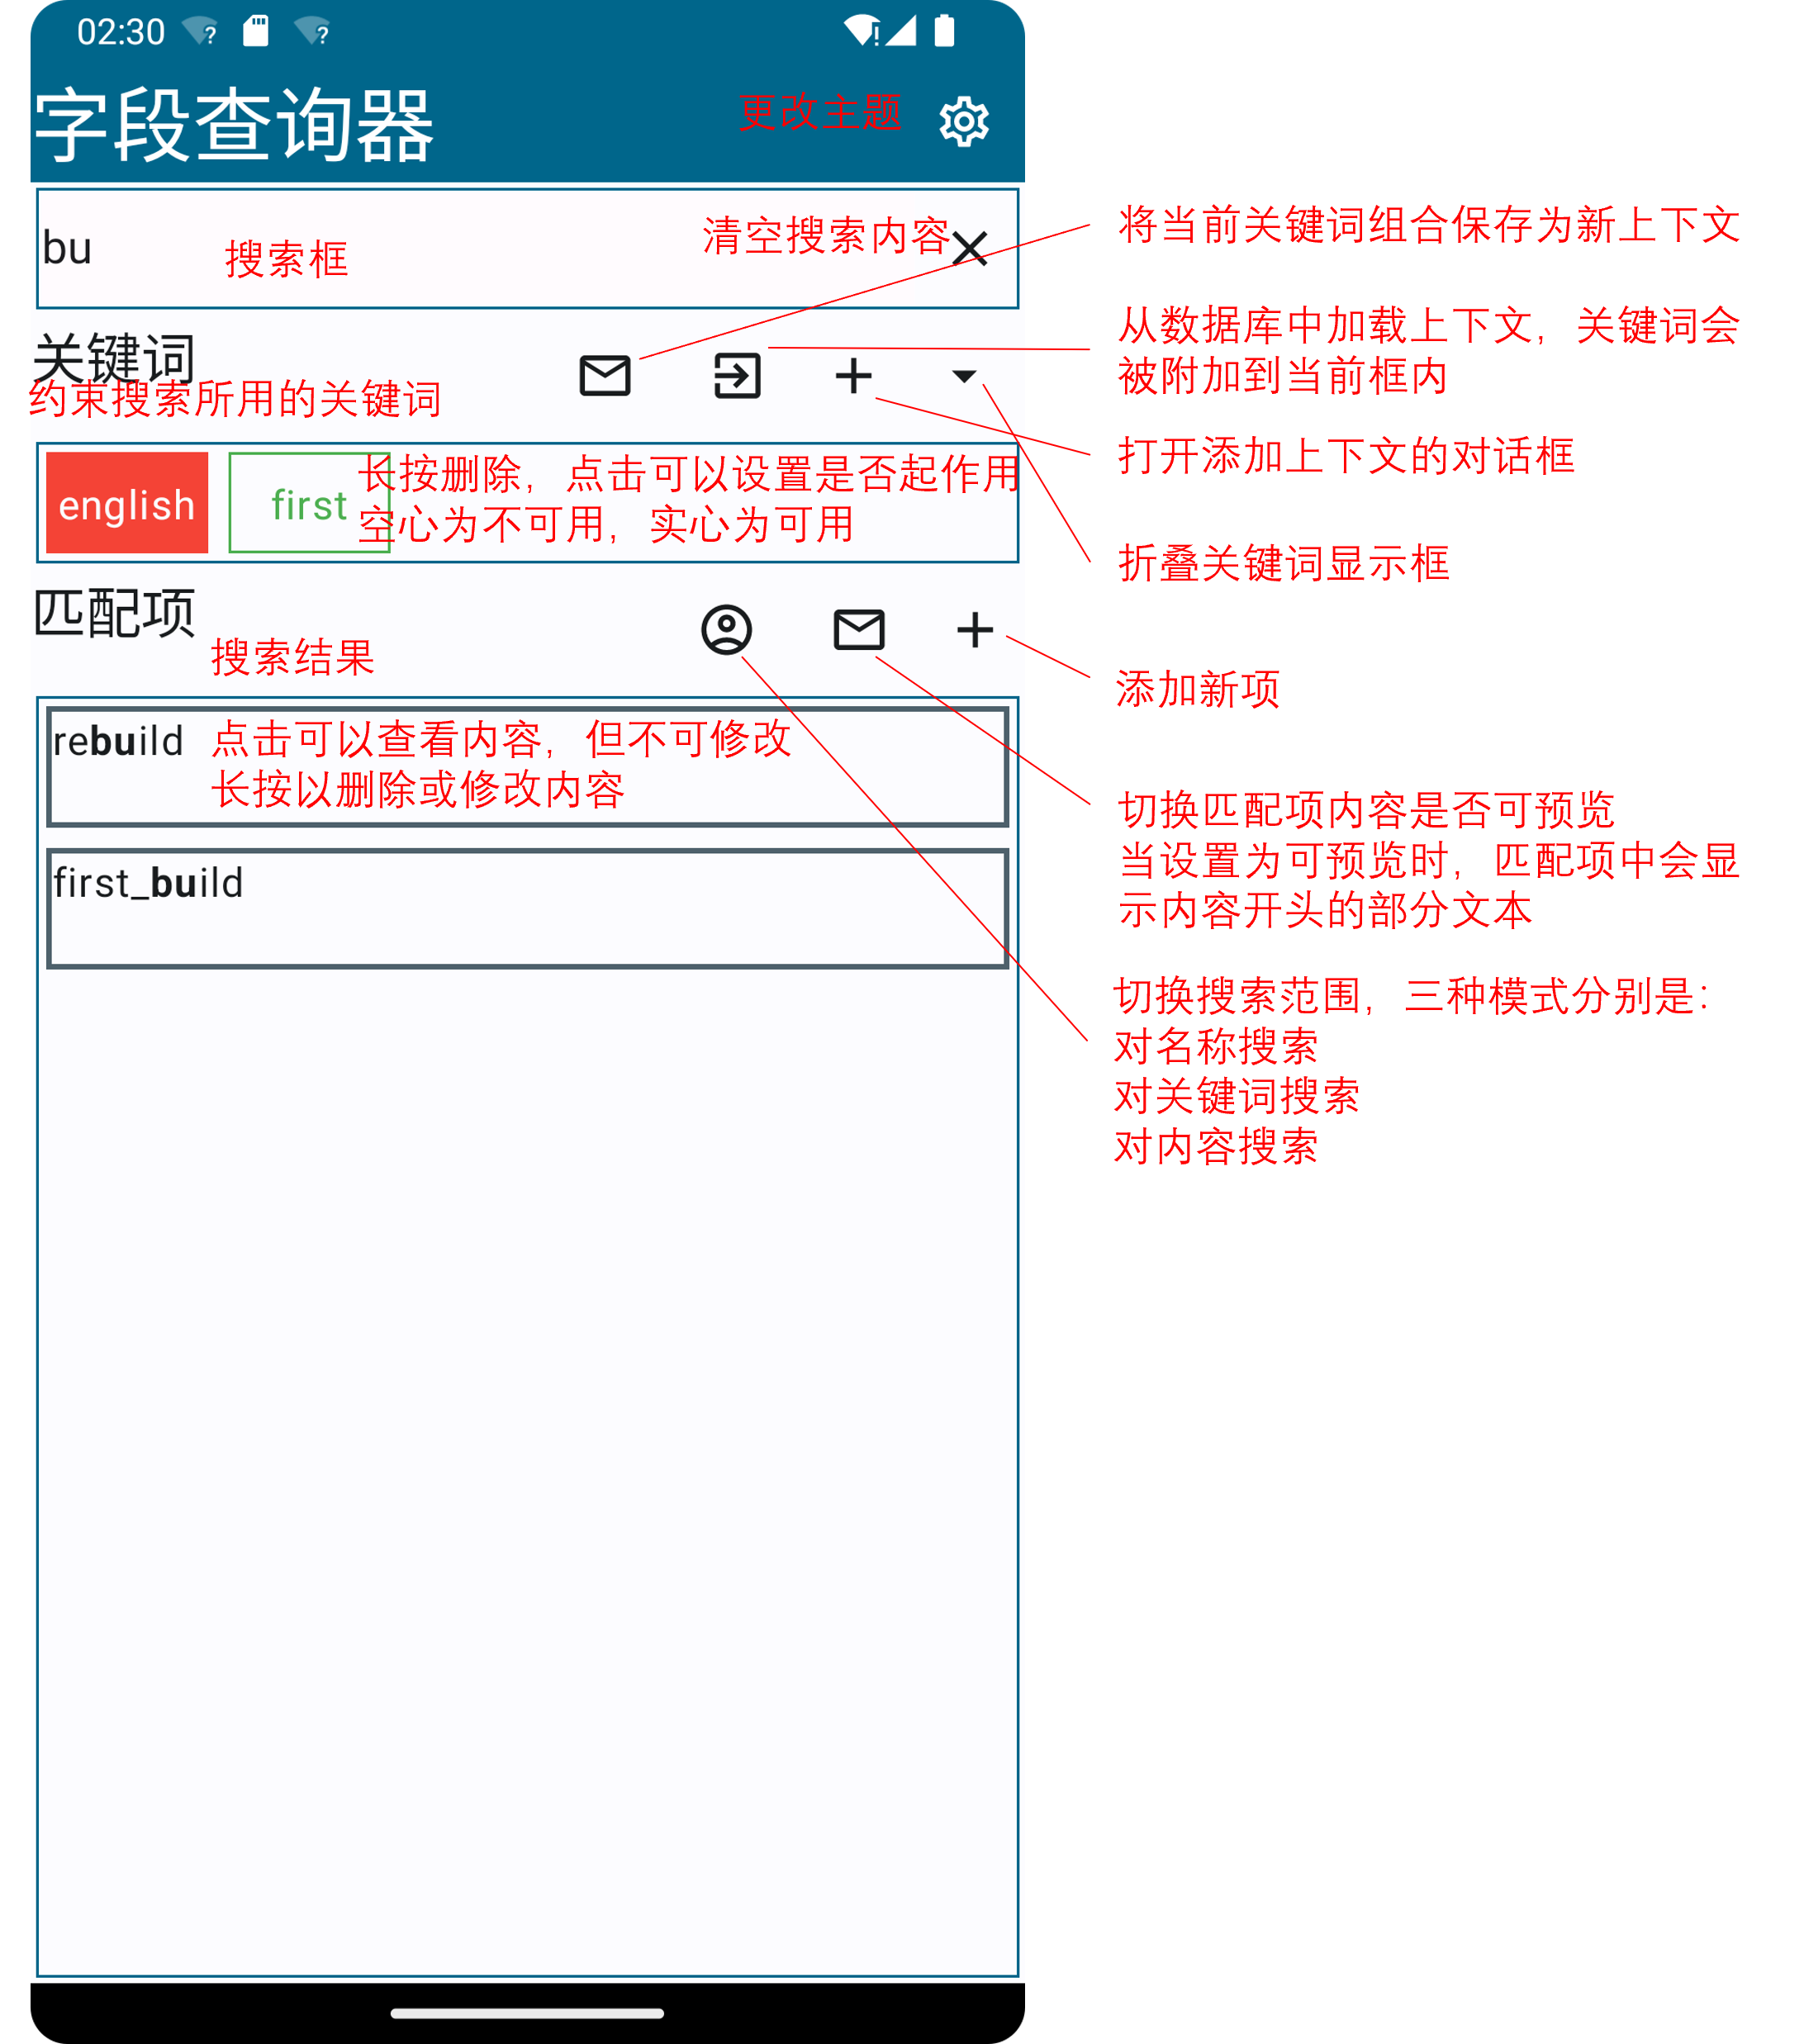 02:30
字段查询器
更改主题
bu
搜索框
清空搜索内容
将当前关键词组合保存为新上下文
从数据库中加载上下文，关键词会
被附加到当前框内
关键词
约束搜索所用的关键词
打开添加上下文的对话框
english
first
长按删除，点击可以设置是否起作用
空心为不可用，实心为可用
折叠关键词显示框
匹配项
搜索结果
添加新项
rebuild
点击可以查看内容，但不可修改
长按以删除或修改内容
切换匹配项内容是否可预览
当设置为可预览时，匹配项中会显
示内容开头的部分文本
first_build
切换搜索范围，三种模式分别是：
对名称搜索
对关键词搜索
对内容搜索